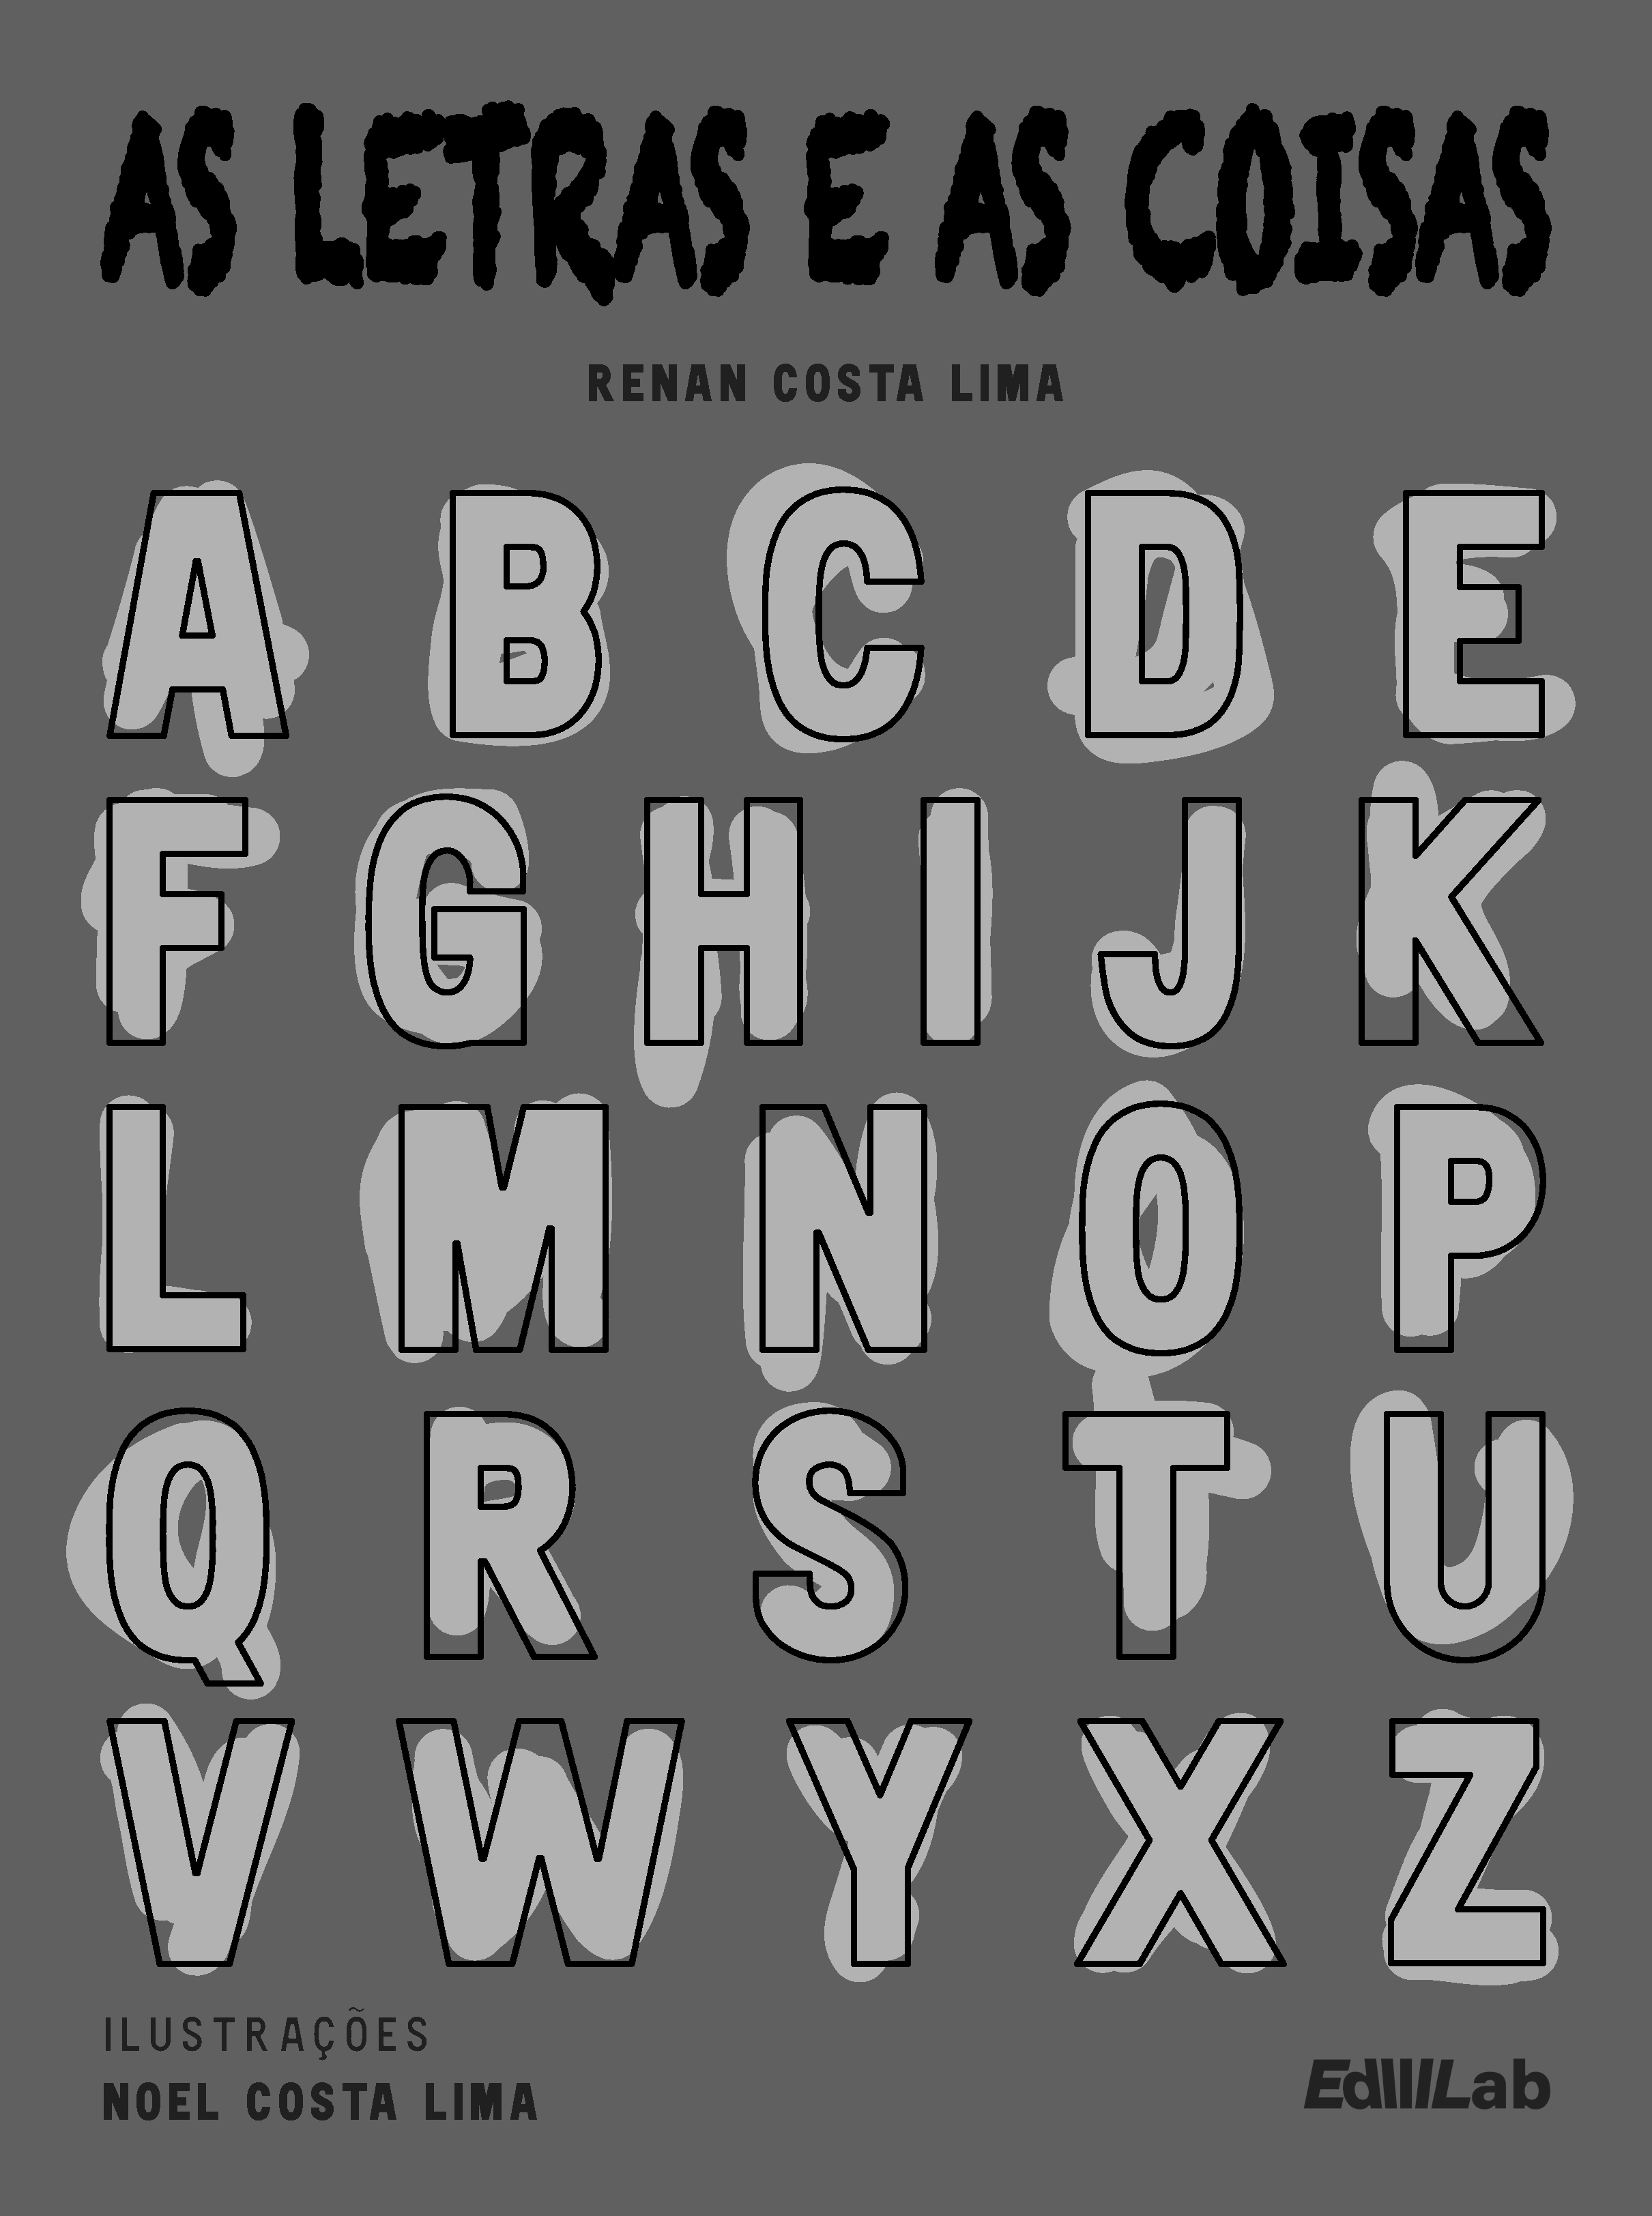 AS LETRAS E AS COISAS
RENAN COSTA LIMA
A B C D E
F G H I J K
L M N O P
Q R S T U
V W Y X Z
ILUSTRAÇÕES
NOEL COSTA LIMA
EdLab